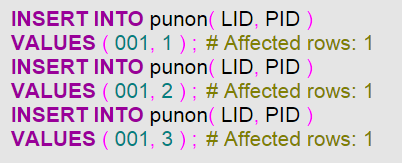 INSERT INTO punon( LID, PID )
VALUES ( 001, 1 ) ; # Affected rows: 1
INSERT INTO punon( LID, PID )
VALUES ( 001, 2 ) ; # Affected rows: 1
INSERT INTO punon( LID, PID )
VALUES ( 001, 3 ) ; # Affected rows: 1